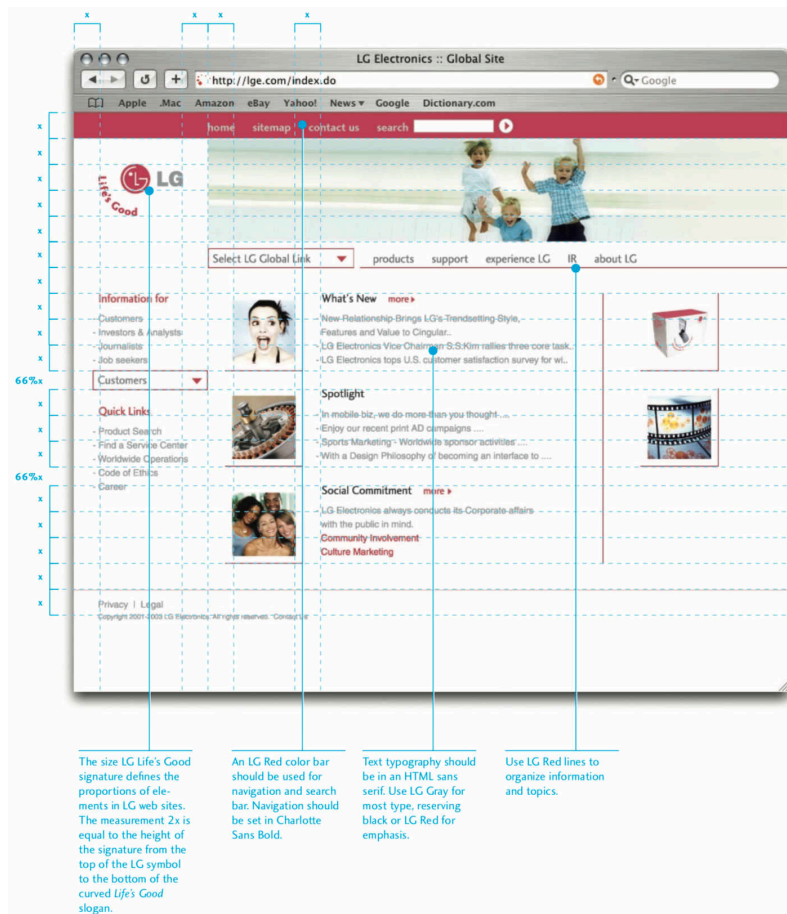 x
x x
x
LG Electronics :: Global Site
http://lge.com/index.do
Google
Apple .Mac Amazon eBay Yahoo! News Google Dictionary.com
home sitemap contact us search
x
x
x
x
x
x
x
x
x
x
66%x
x
x
x
66%x
x
x
x
x
x
LG
Life's Good
Select LG Global Link
products support experience LG IR about LG
Information for
Customers
- Investors & Analysts
- Journalists
- Job seekers
Customers
Quick Links
- Product Search
- Find a Service Center
- Worldwide Operations
- Code of Ethics
- Career
What's New more
New Relationship Brings LG's Trendsetting Style,
Features and Value to Cingular..
- LG Electronics Vice Chairman S.S.Kim rallies three core task..
- LG Electronics tops U.S. customer satisfaction survey for wi..
Spotlight
- In mobile biz, we do more than you thought ....
- Enjoy our recent print AD campaigns ....
- Sports Marketing - Worldwide sponsor activities ....
- With a Design Philosophy of becoming an interface to ....
Social Commitment more
LG Electronics always conducts its Corporate affairs
with the public in mind.
Community Involvement
Culture Marketing
Privacy | Legal
Copyright 2001-2003 LG Electronics. All rights reserved. "Contact Us"
The size LG Life's Good
signature defines the
proportions of ele-
ments in LG web sites.
The measurement 2x is
equal to the height of
the signature from the
top of the LG symbol
to the bottom of the
curved Life's Good
slogan.
An LG Red color bar
should be used for
navigation and search
bar. Navigation should
be set in Charlotte
Sans Bold.
Text typography should
be in an HTML sans
serif. Use LG Gray for
most type, reserving
black or LG Red for
emphasis.
Use LG Red lines to
organize information
and topics.